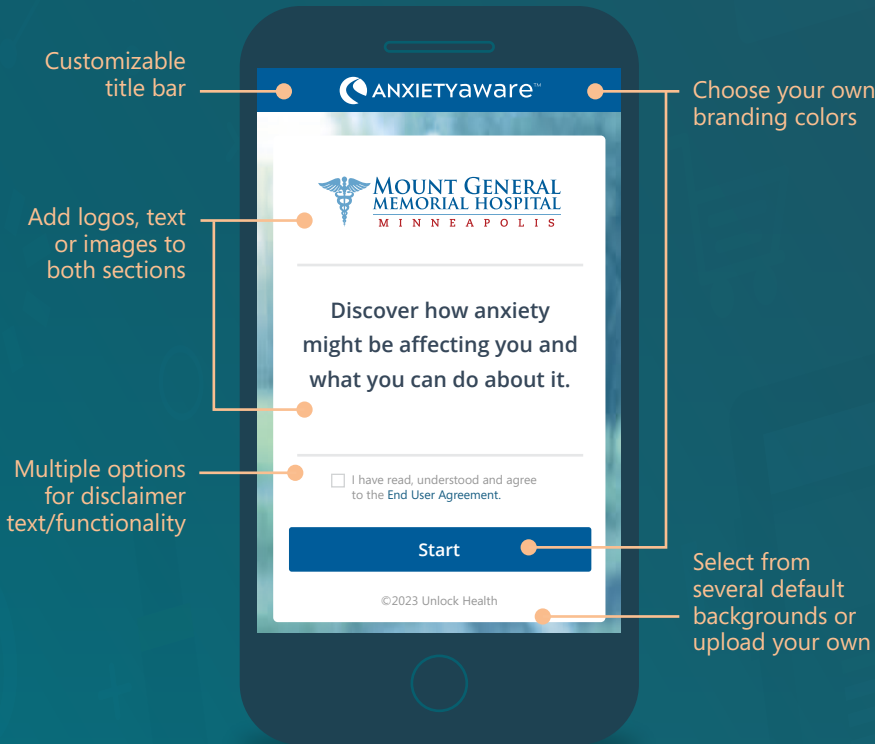 Customizable
title bar
ANXIETYaware™
Choose your own
branding colors
Add logos, text
or images to
both sections
MOUNT GENERAL
MEMORIAL HOSPITAL
MINNEAPOLIS
Discover how anxiety
might be affecting you and
what you can do about it.
Multiple options
for disclaimer
text/functionality
I have read, understood and agree
to the End User Agreement.
Start
©2023 Unlock Health
Select from
several default
backgrounds or
upload your own